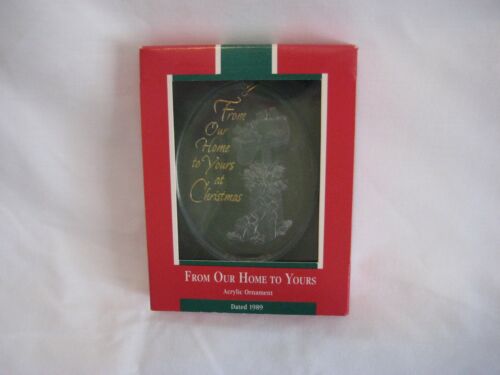 From
Our
Home
to Yours
at
Christmas
FROM OUR HOME TO YOURS
Acrylic Ornament
Dated 1989